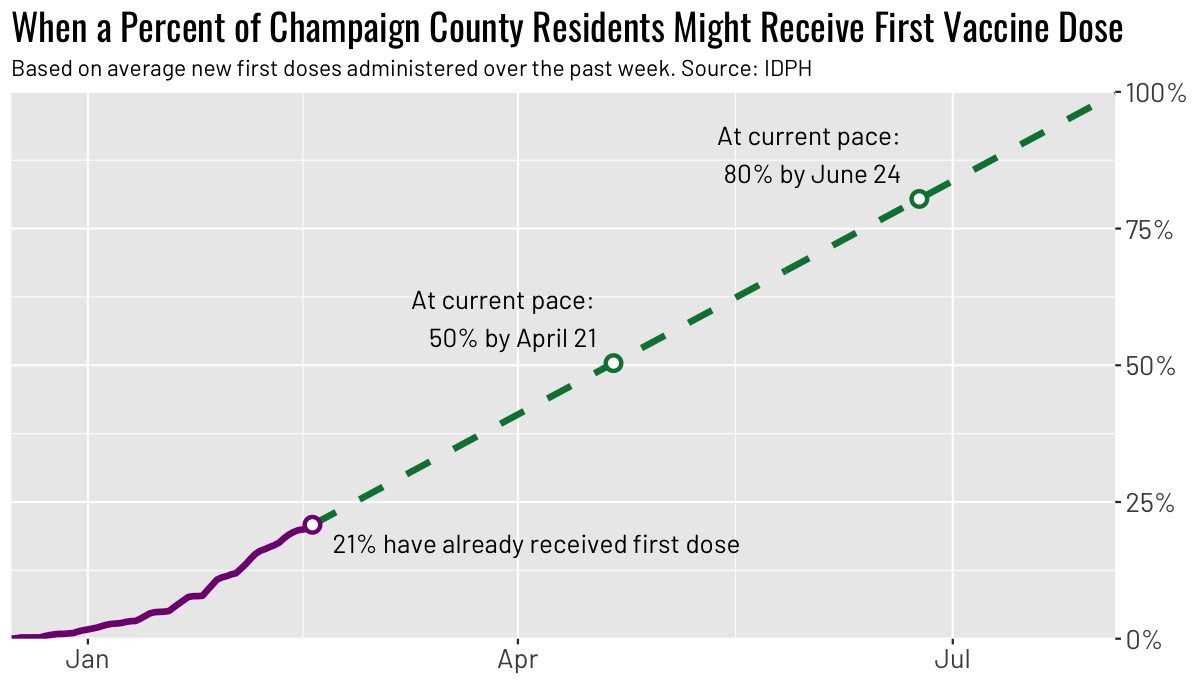 When a Percent of Champaign County Residents Might Receive First Vaccine Dose
Based on average new first doses administered over the past week. Source: IDPH
100%
At current pace:
80% by June 24
75%
At current pace:
50% by April 21
50%
25%
21% have already received first dose
0%
Jan
Apr
Jul